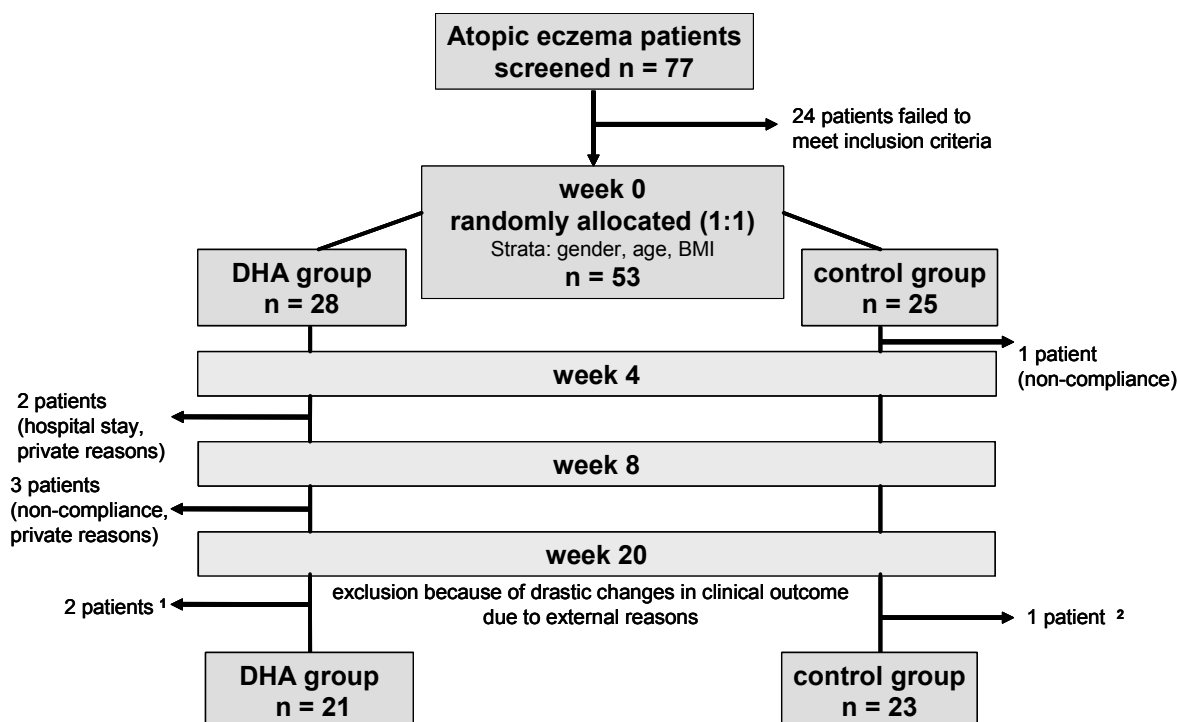 Atopic eczema patients
screened n = 77
24 patients failed to
meet inclusion criteria
week 0
randomly allocated (1:1)
Strata: gender, age, BMI
n = 53
DHA group
n = 28
control group
n = 25
1 patient
(non-compliance)
week 4
2 patients
(hospital stay,
private reasons)
week 8
3 patients
(non-compliance,
private reasons)
week 20
exclusion because of drastic changes in clinical outcome
due to external reasons
2 patients ¹
1 patient ²
DHA group
n = 21
control group
n = 23